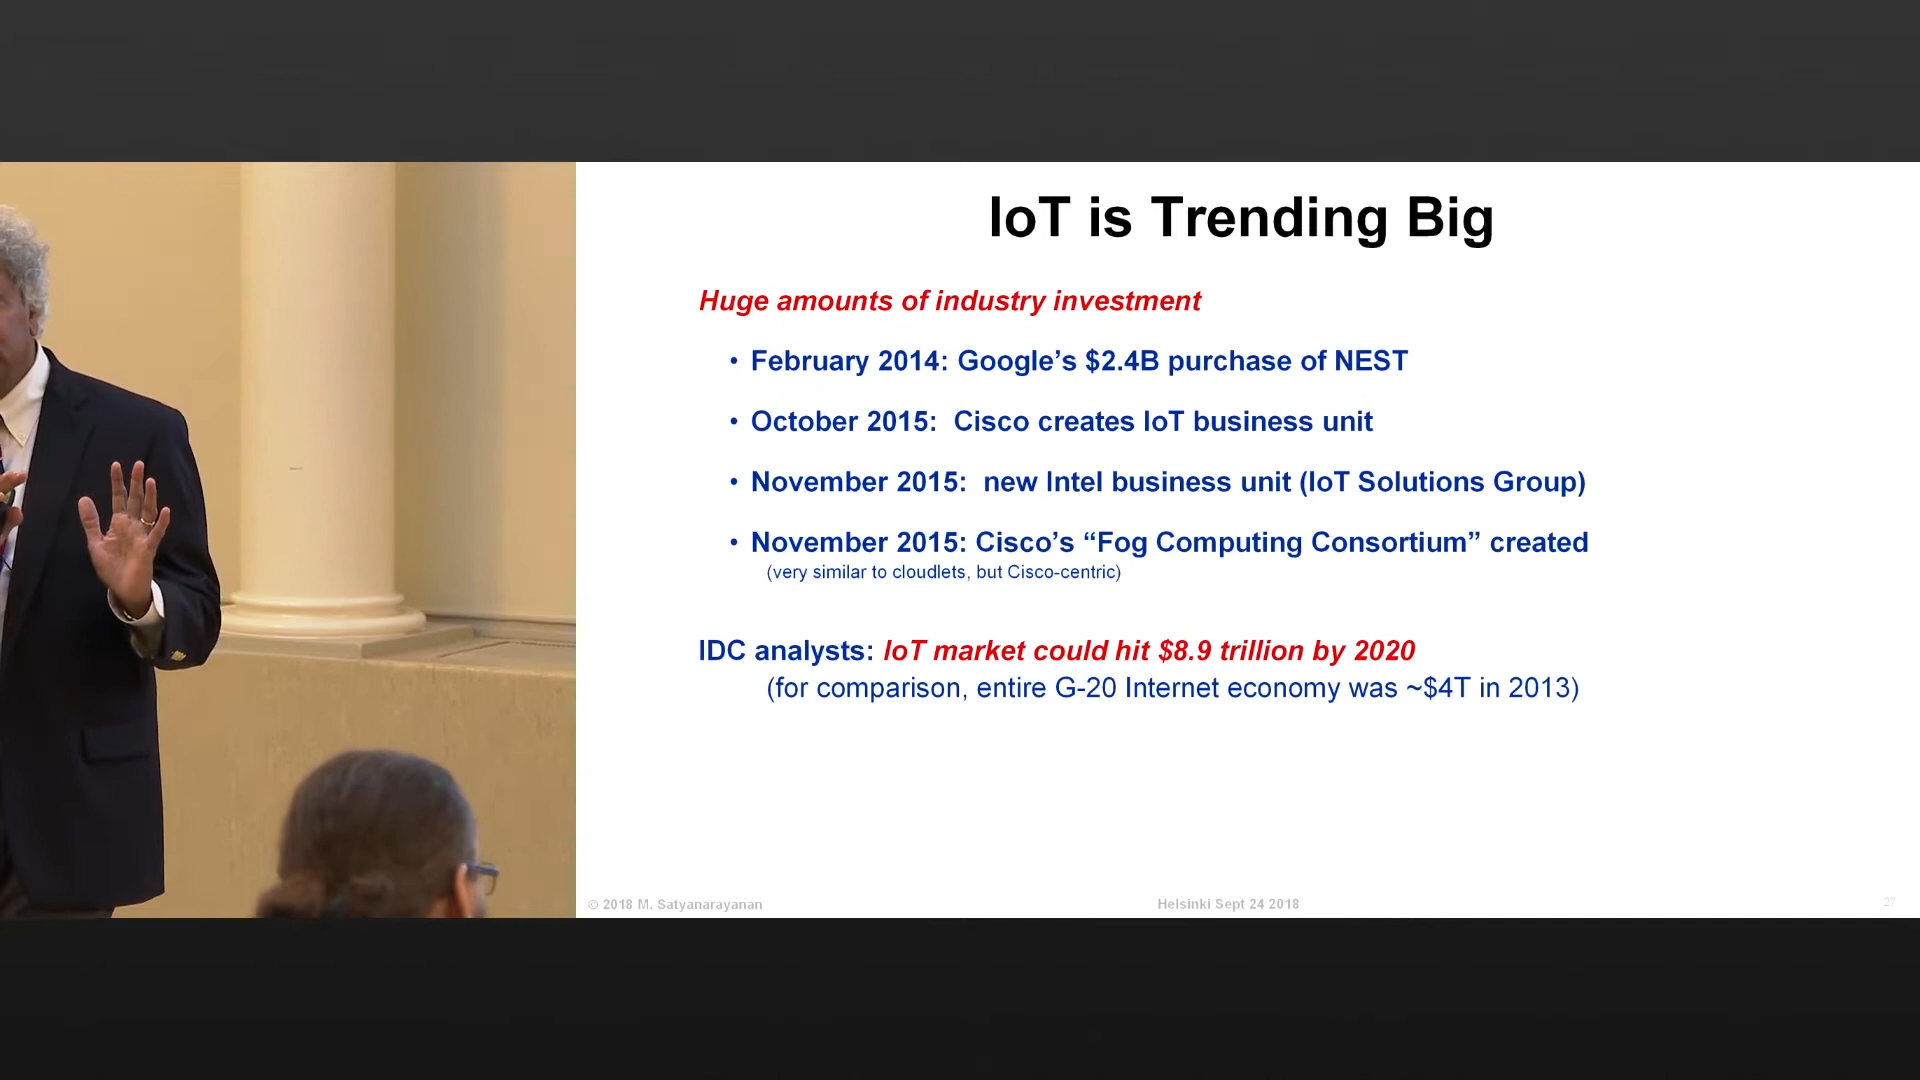 IoT is Trending Big
Huge amounts of industry investment
• February 2014: Google’s $2.4B purchase of NEST
• October 2015:  Cisco creates IoT business unit
• November 2015:  new Intel business unit (IoT Solutions Group)
• November 2015: Cisco’s “Fog Computing Consortium” created
(very similar to cloudlets, but Cisco-centric)
IDC analysts: IoT market could hit $8.9 trillion by 2020
(for comparison, entire G-20 Internet economy was ~$4T in 2013)
© 2018 M. Satyanarayanan
Helsinki Sept 24 2018
27